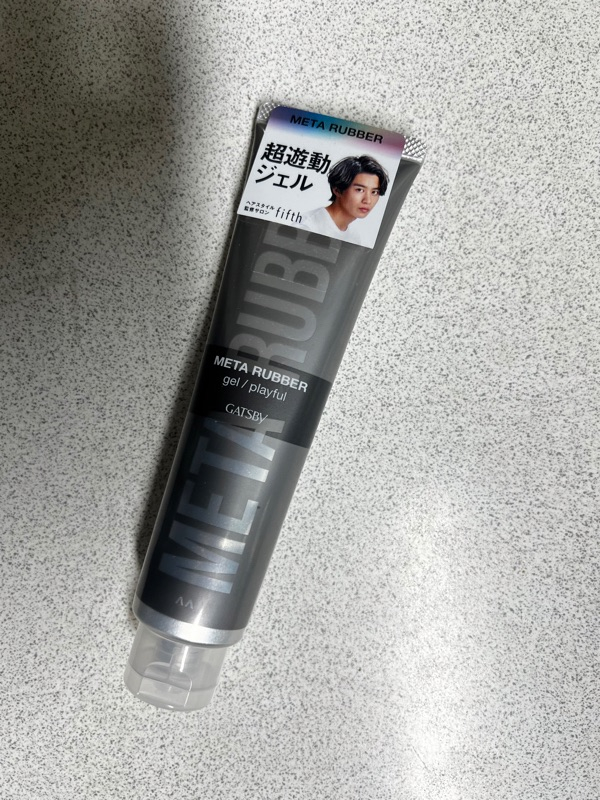 META RUBBER
超遊動
ジェル
ヘアスタイル
監修サロン fifth
META RUBBE
META RUBBER
gel / playful
GATSBY